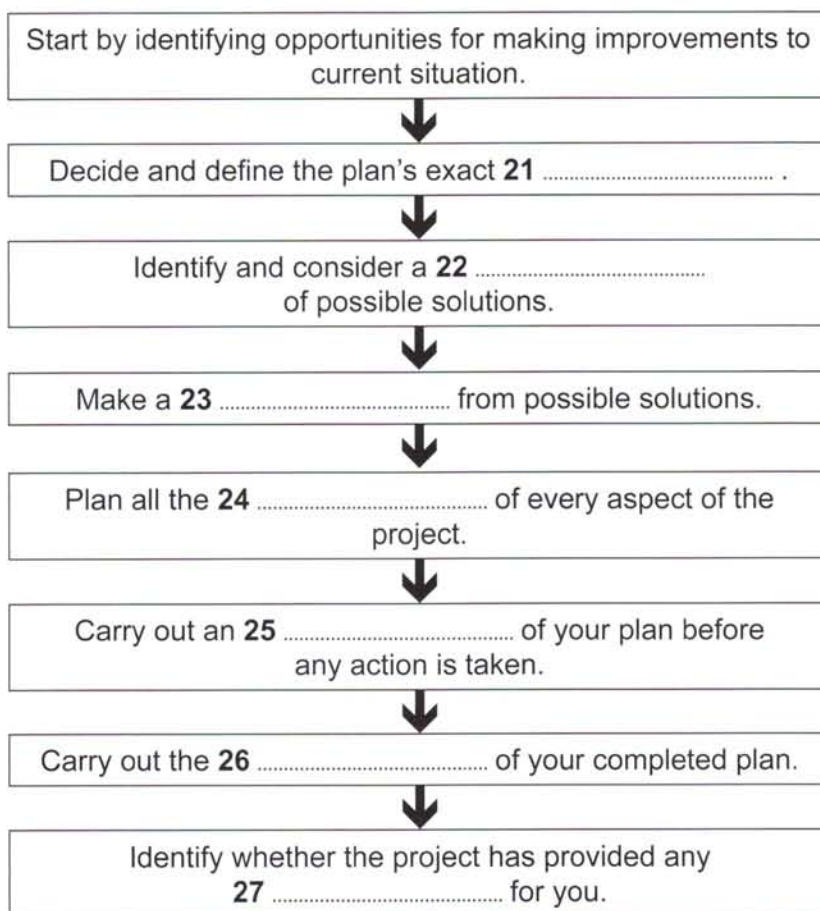 Start by identifying opportunities for making improvements to
current situation.
Decide and define the plan's exact 21 ........................................ .
Identify and consider a 22 ........................................
of possible solutions.
Make a 23 ........................................ from possible solutions.
Plan all the 24 ........................................ of every aspect of the
project.
Carry out an 25 ........................................ of your plan before
any action is taken.
Carry out the 26 ........................................ of your completed plan.
Identify whether the project has provided any
27 ........................................ for you.